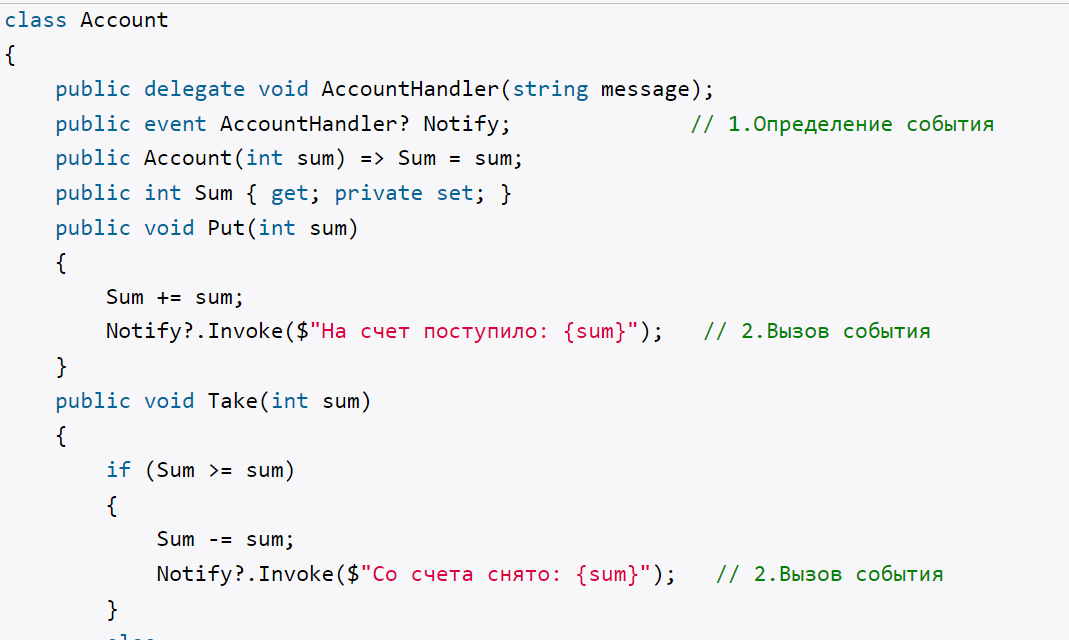 class Account
{
    public delegate void AccountHandler(string message);
    public event AccountHandler? Notify;              // 1.Определение события
    public Account(int sum) => Sum = sum;
    public int Sum { get; private set; }
    public void Put(int sum)
    {
        Sum += sum;
        Notify?.Invoke($"На счет поступило: {sum}");   // 2.Вызов события
    }
    public void Take(int sum)
    {
        if (Sum >= sum)
        {
            Sum -= sum;
            Notify?.Invoke($"Со счета снято: {sum}");   // 2.Вызов события
        }